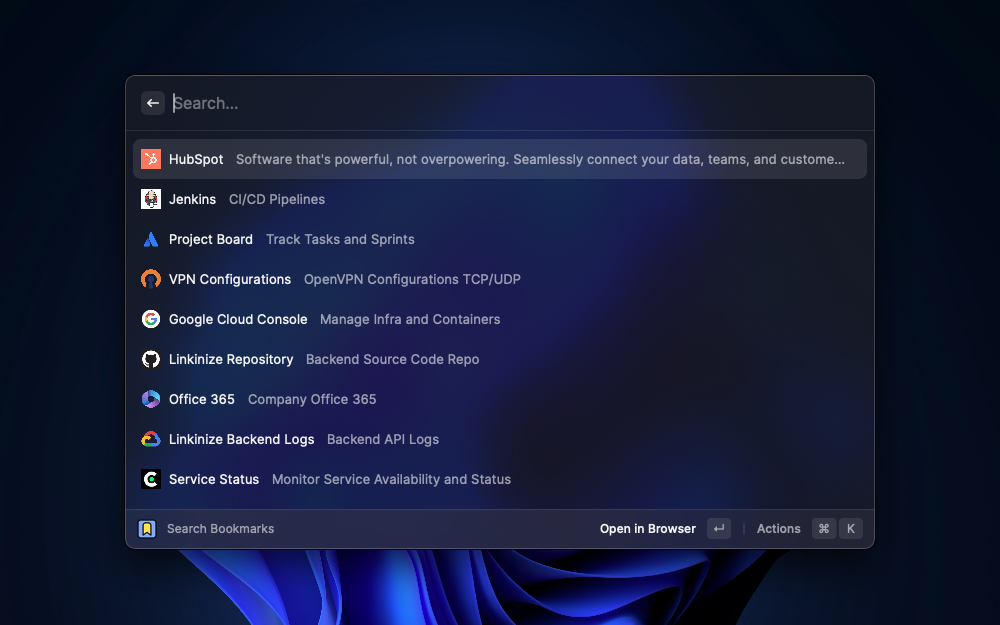 Search...
HubSpot Software that's powerful, not overpowering. Seamlessly connect your data, teams, and custome...
Jenkins CI/CD Pipelines
Project Board Track Tasks and Sprints
VPN Configurations OpenVPN Configurations TCP/UDP
Google Cloud Console Manage Infra and Containers
Linkinize Repository Backend Source Code Repo
Office 365 Company Office 365
Linkinize Backend Logs Backend API Logs
Service Status Monitor Service Availability and Status
Search Bookmarks Open in Browser ↵ | Actions ⌘ K